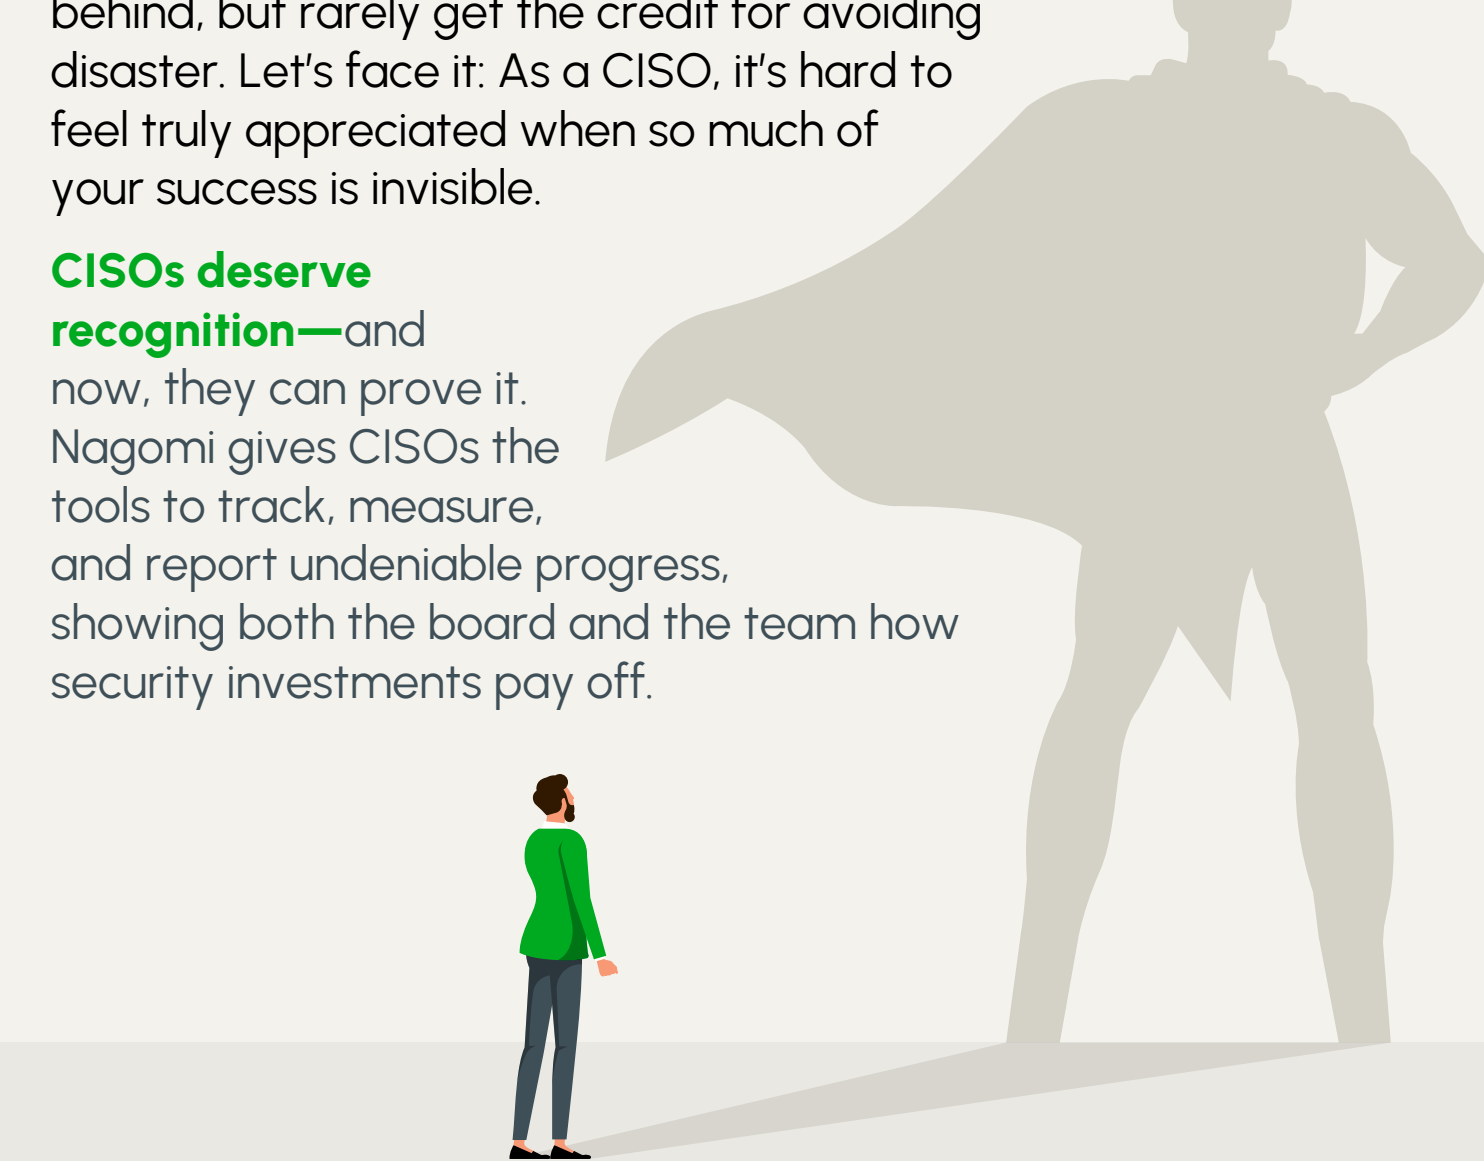 behind, but rarely get the credit for avoiding
disaster. Let's face it: As a CISO, it's hard to
feel truly appreciated when so much of
your success is invisible.
CISOs deserve
recognition—and
now, they can prove it.
Nagomi gives CISOs the
tools to track, measure,
and report undeniable progress,
showing both the board and the team how
security investments pay off.